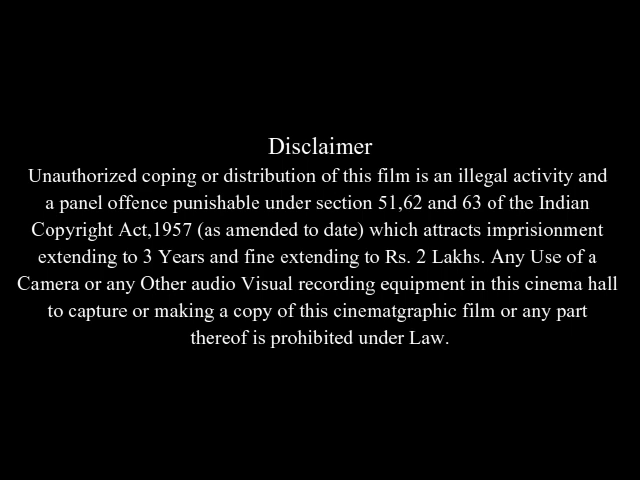 Disclaimer
Unauthorized coping or distribution of this film is an illegal activity and
a panel offence punishable under section 51,62 and 63 of the Indian
Copyright Act,1957 (as amended to date) which attracts imprisionment
extending to 3 Years and fine extending to Rs. 2 Lakhs. Any Use of a
Camera or any Other audio Visual recording equipment in this cinema hall
to capture or making a copy of this cinematgraphic film or any part
thereof is prohibited under Law.